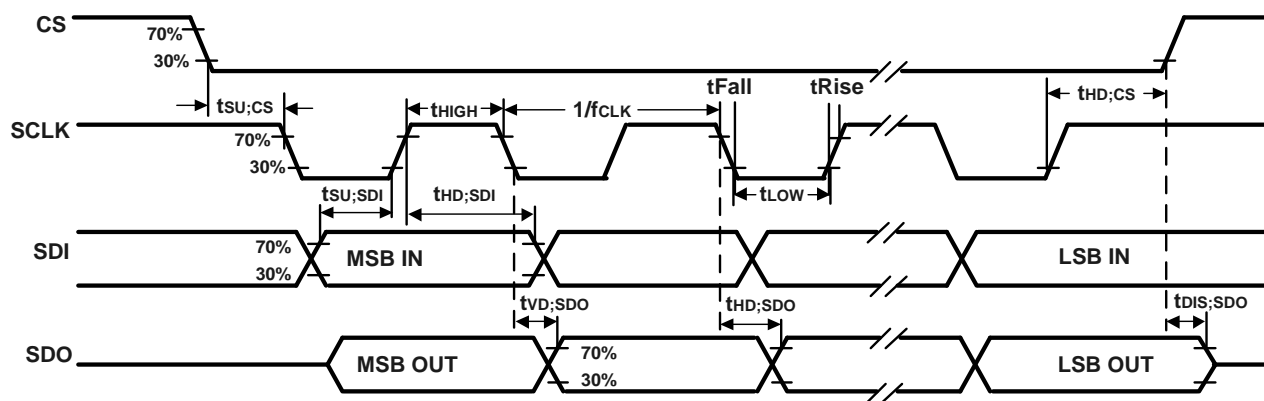 CS
70%
30%
tFall
tRise
tSU;CS
tHIGH
1/fCLK
tHD;CS
SCLK
70%
30%
tSU;SDI
tHD;SDI
tLOW
SDI
70%
30%
MSB IN
LSB IN
tVD;SDO
tHD;SDO
tDIS;SDO
SDO
MSB OUT
70%
30%
LSB OUT